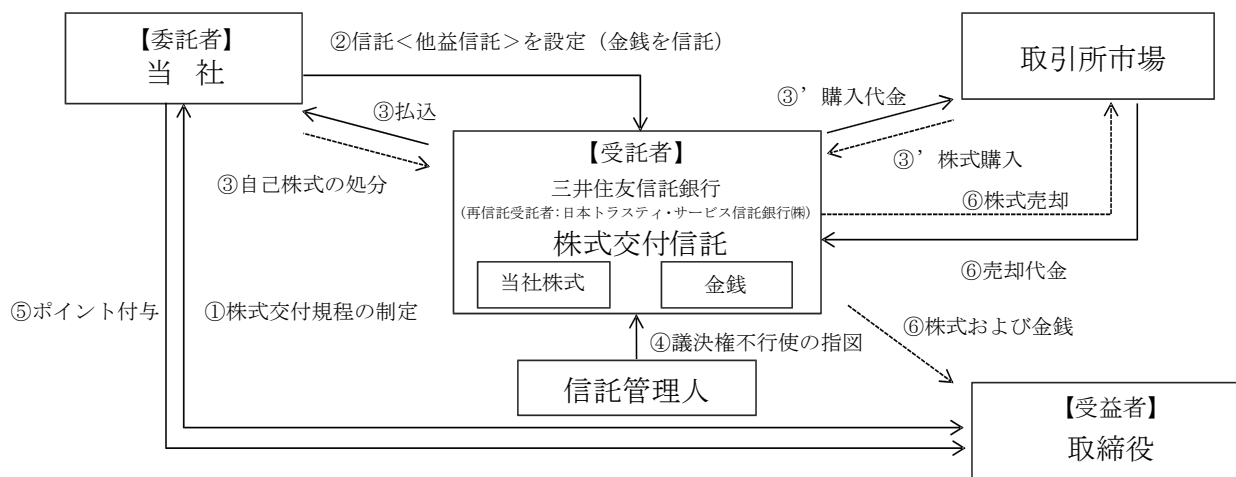 【委託者】
当 社
②信託＜他益信託＞を設定（金銭を信託）
取引所市場
③’購入代金
③払込
【受託者】
③’株式購入
③自己株式の処分
三井住友信託銀行
(再信託受託者：日本トラスティ・サービス信託銀行㈱)
⑥株式売却
株式交付信託
⑥売却代金
当社株式
金銭
⑤ポイント付与
①株式交付規程の制定
⑥株式および金銭
④議決権不行使の指図
信託管理人
【受益者】
取締役